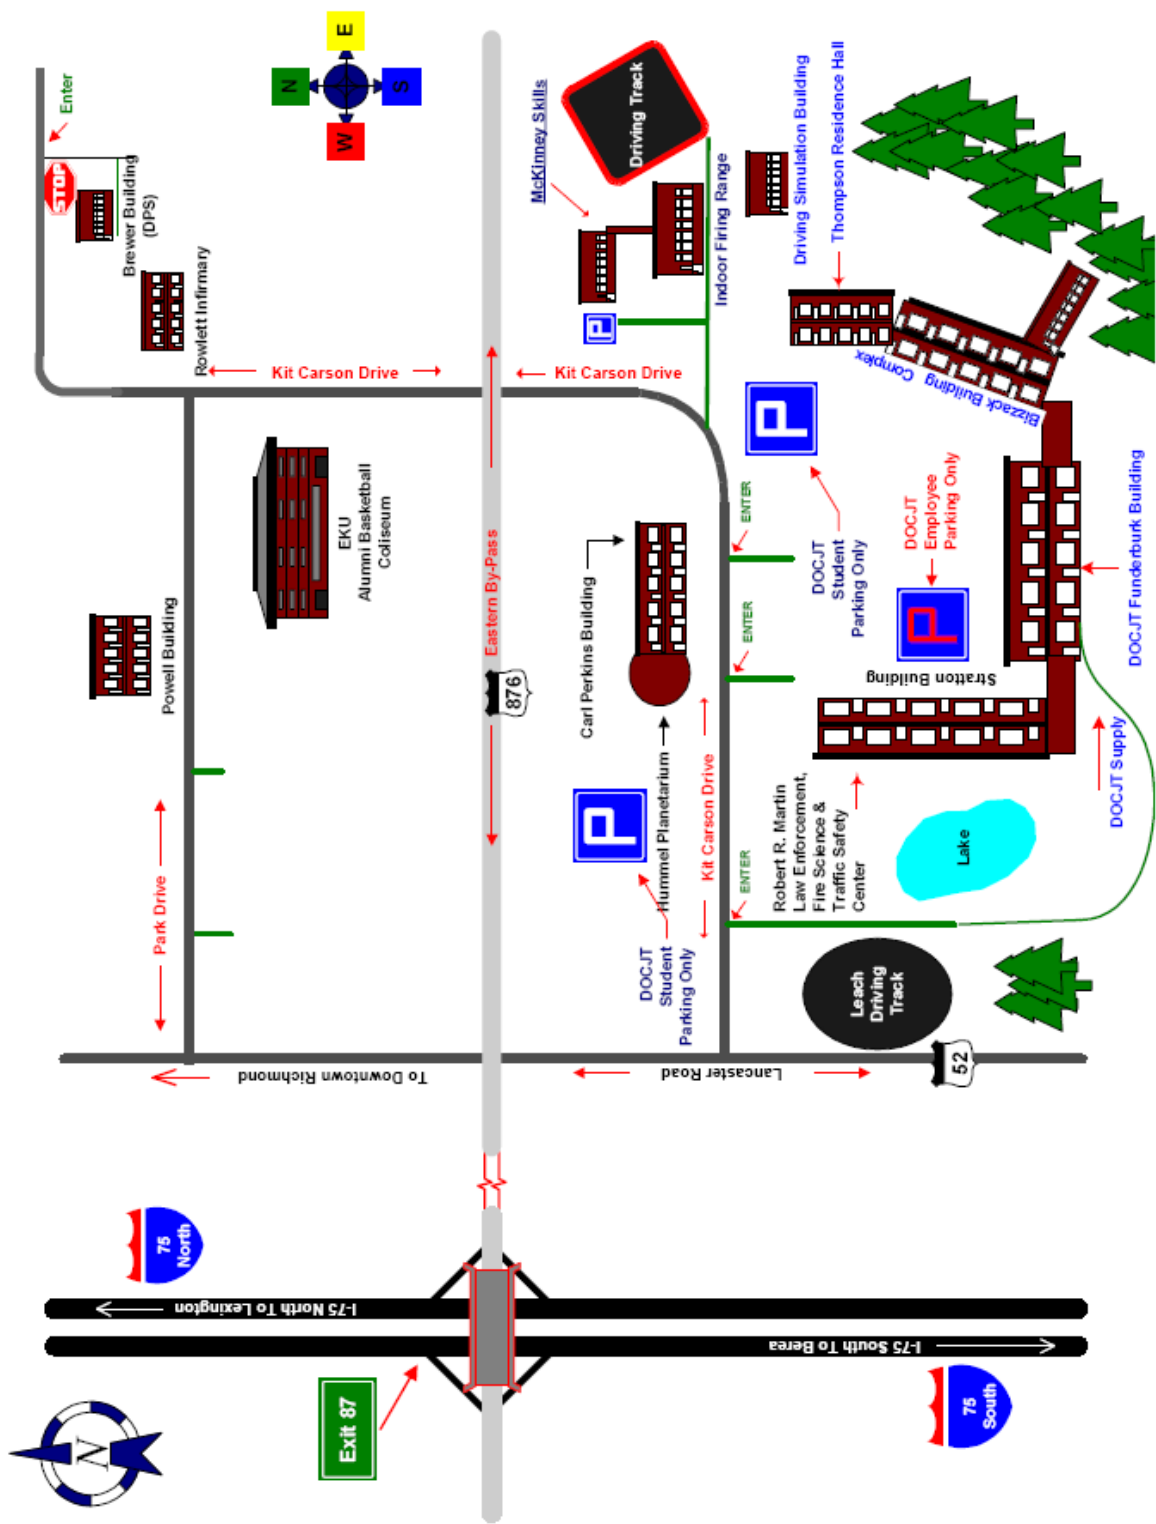 Enter
STOP
Brewer Building
(DPS)
Rowlett Infirmary
N
E
S
W
Kit Carson Drive
Kit Carson Drive
McKinney Skills
Driving Track
Indoor Firing Range
Driving Simulation Building
Thompson Residence Hall
Bizzack Building Complex
P
P
DOCJT
Student
Parking Only
DOCJT
Employee
Parking Only
P
DOCJT Funderburk Building
Stratton Building
DOCJT Supply
EKU
Alumni Basketball
Coliseum
Powell Building
Park Drive
Eastern By-Pass
876
Carl Perkins Building
Hummel Planetarium
P
DOCJT
Student
Parking Only
Kit Carson Drive
ENTER
ENTER
ENTER
Robert R. Martin
Law Enforcement,
Fire Science &
Traffic Safety
Center
Lake
Leach
Driving
Track
To Downtown Richmond
Lancaster Road
52
75
North
I-75 North To Lexington
I-75 South To Berea
75
South
Exit 87
N